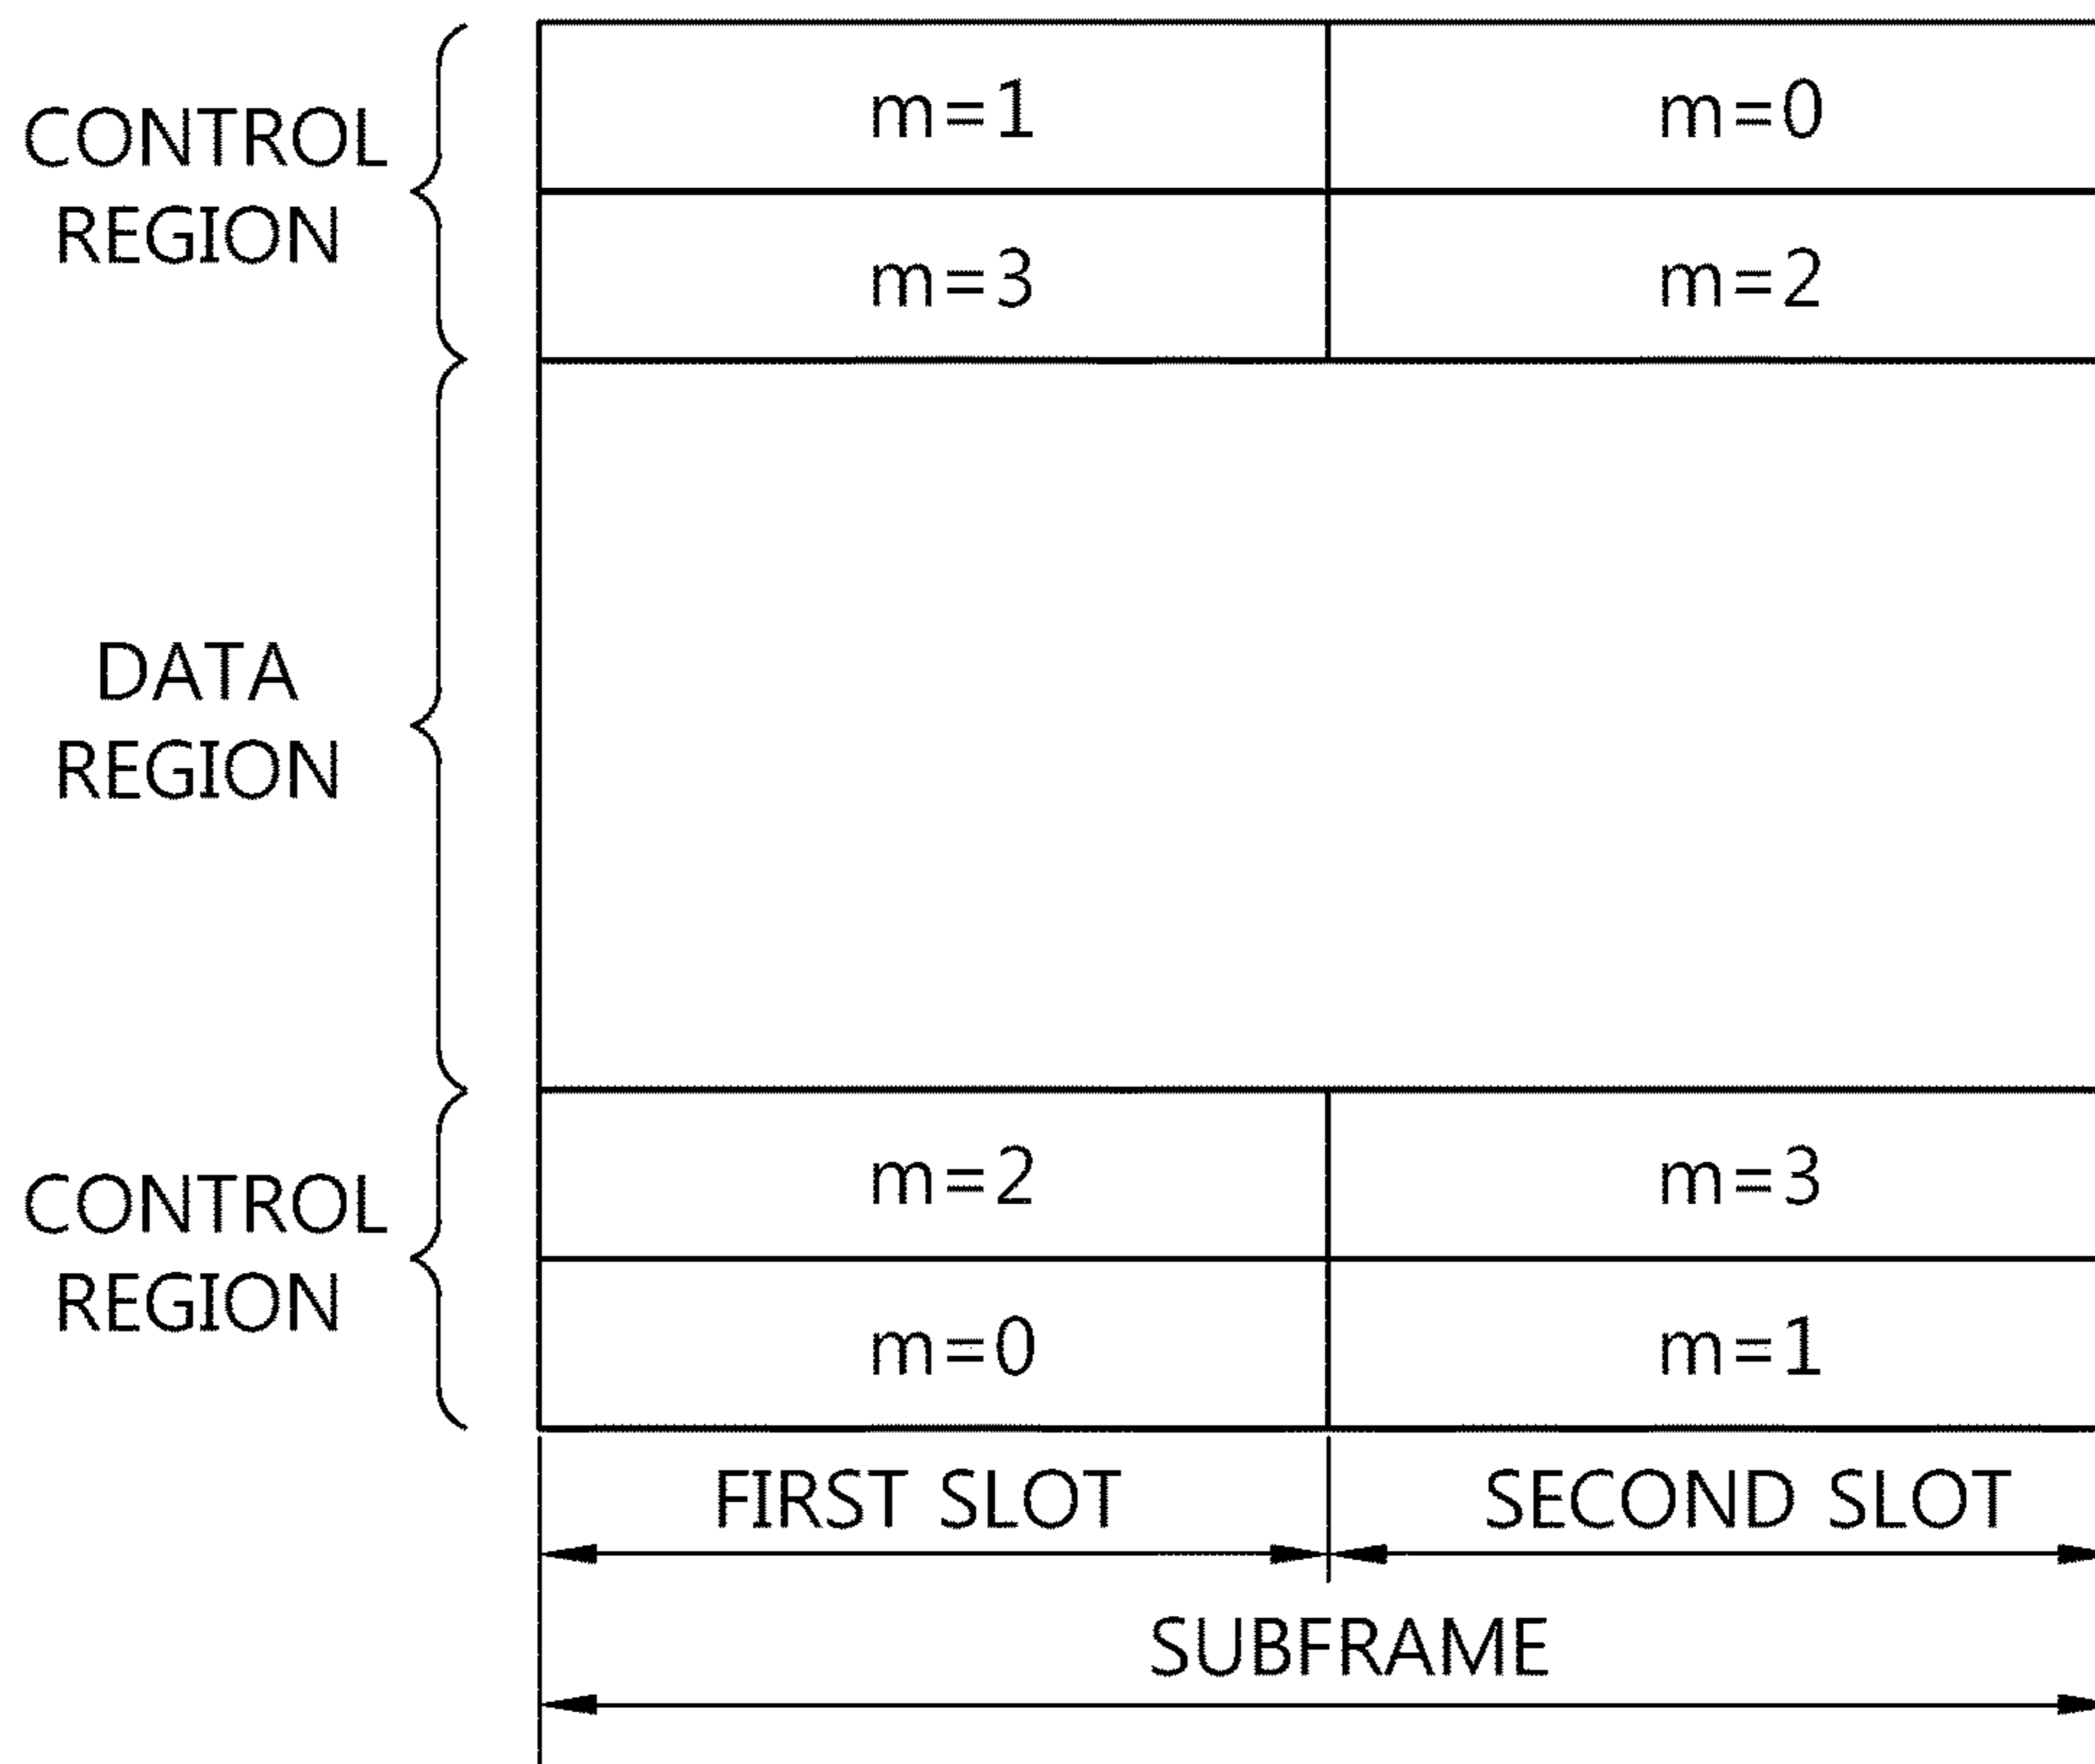 CONTROL
REGION
m=1
m=0
m=3
m=2
DATA
REGION
CONTROL
REGION
m=2
m=3
m=0
m=1
FIRST SLOT
SECOND SLOT
SUBFRAME